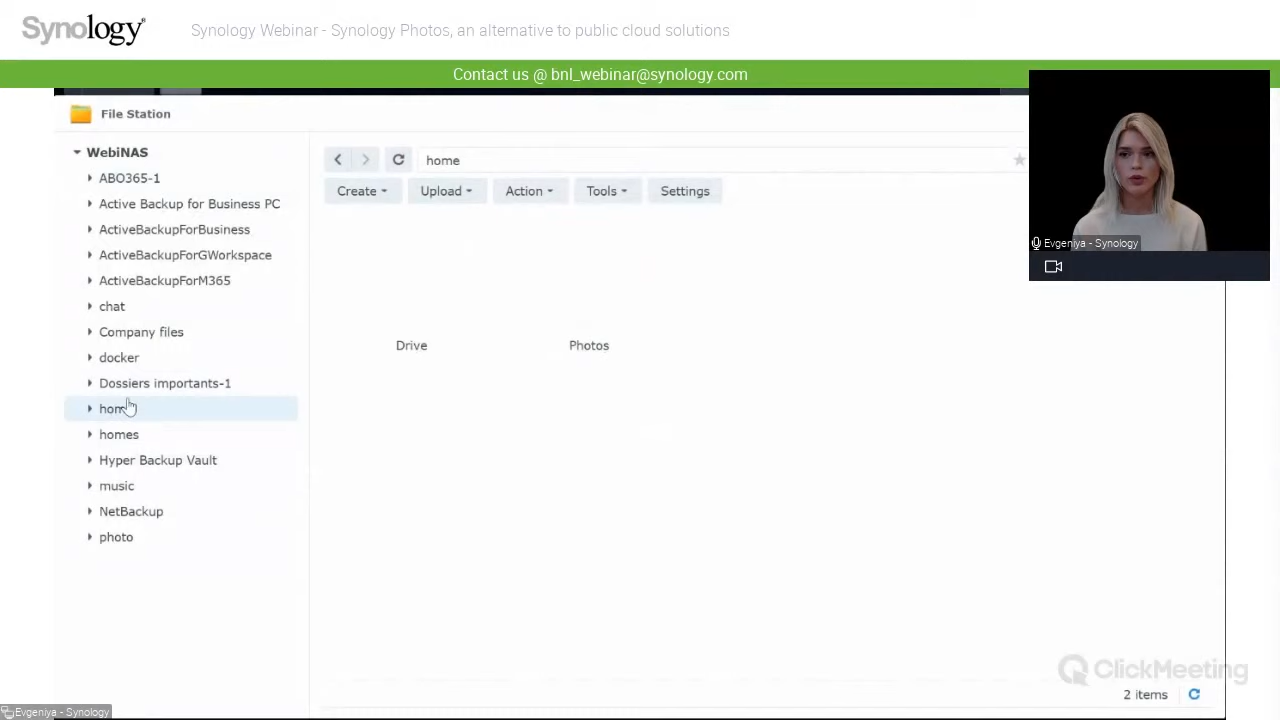 Synology
Synology Webinar - Synology Photos, an alternative to public cloud solutions
Contact us @ bnl_webinar@synology.com
File Station
WebiNAS
ABO365-1
Active Backup for Business PC
ActiveBackupForBusiness
ActiveBackupForGWorkspace
ActiveBackupForM365
chat
Company files
docker
Dossiers importants-1
homes
Hyper Backup Vault
music
NetBackup
photo
home
Create
Upload
Action
Tools
Settings
Drive
Photos
Evgeniya - Synology
ClickMeeting
2 items
Evgeniya - Synology